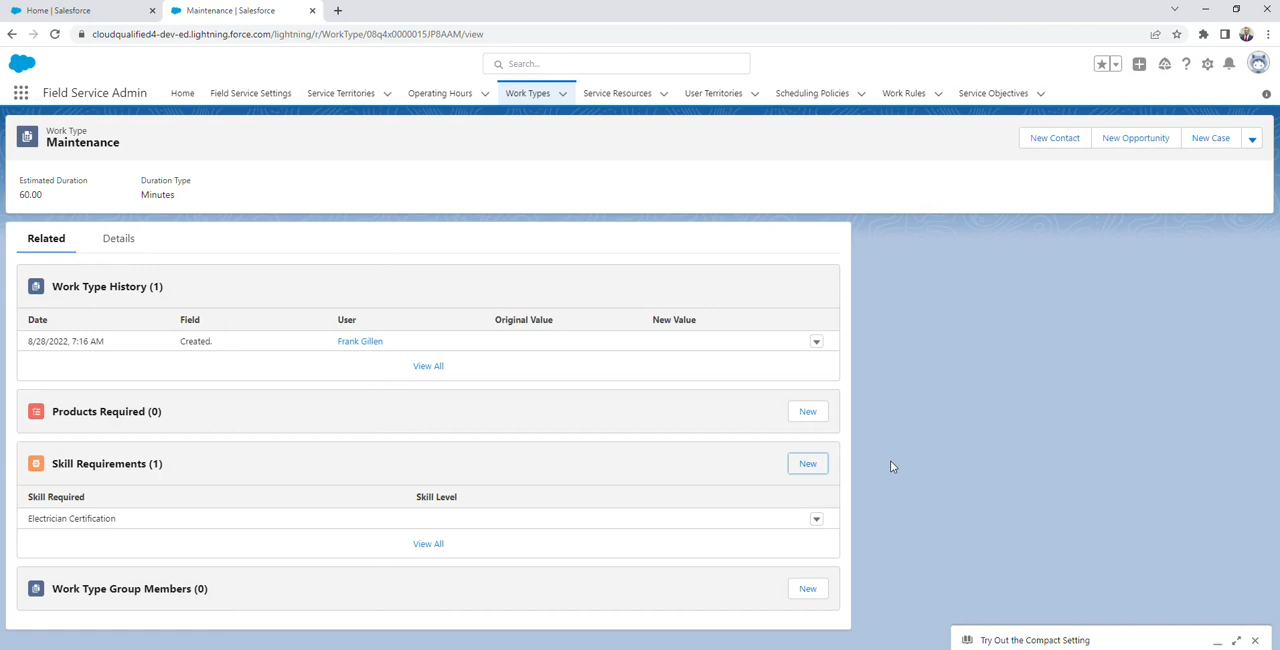 Home | Salesforce
Maintenance | Salesforce
cloudqualified4-dev-ed.lightning.force.com/lightning/r/WorkType/08q4x0000015JP8AAM/view
Search...
Field Service Admin
Home
Field Service Settings
Service Territories
Operating Hours
Work Types
Service Resources
User Territories
Scheduling Policies
Work Rules
Service Objectives
Work Type
Maintenance
New Contact
New Opportunity
New Case
Estimated Duration
Duration Type
60.00
Minutes
Related
Details
Work Type History (1)
Date
Field
User
Original Value
New Value
8/28/2022, 7:16 AM
Created.
Frank Gillen
View All
Products Required (0)
New
Skill Requirements (1)
New
Skill Required
Skill Level
Electrician Certification
View All
Work Type Group Members (0)
New
Try Out the Compact Setting